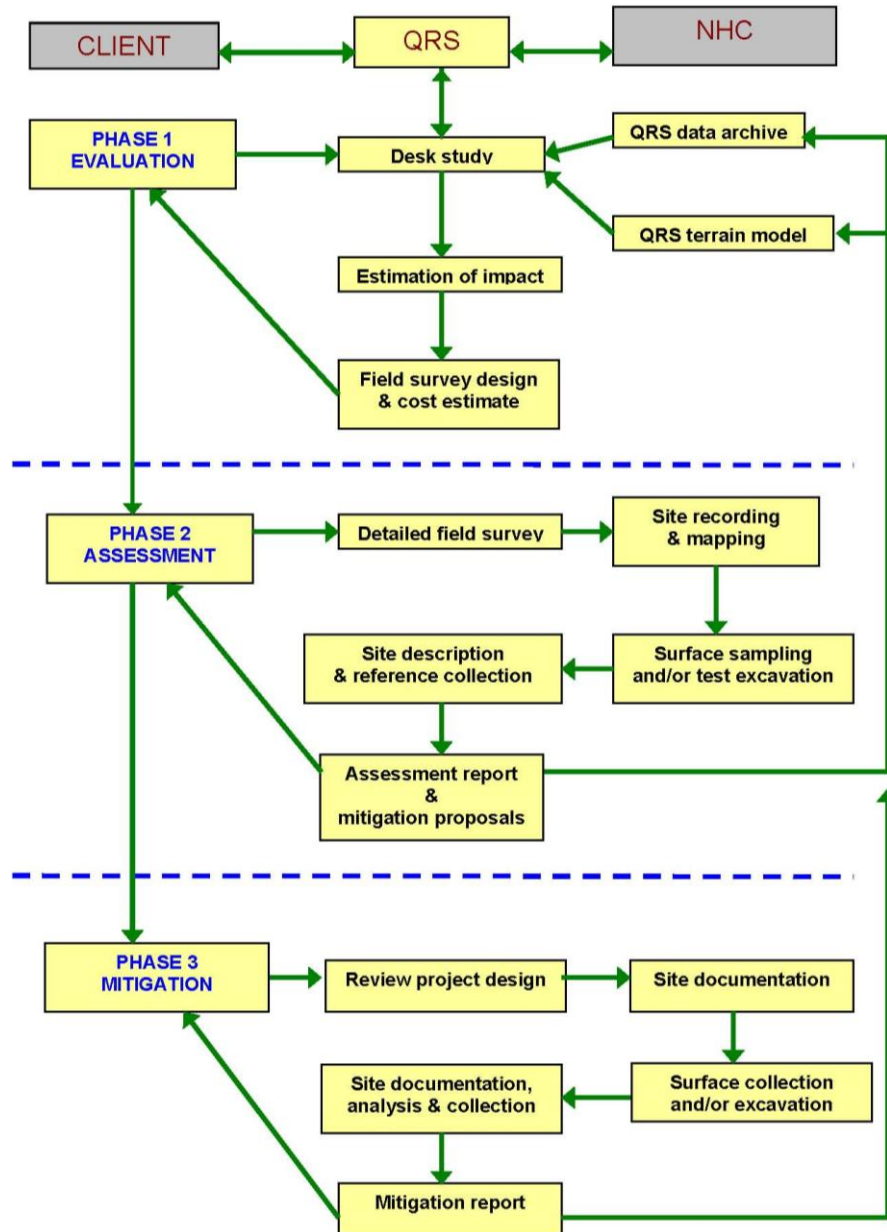 CLIENT
QRS
NHC
PHASE 1
EVALUATION
Desk study
QRS data archive
QRS terrain model
Estimation of impact
Field survey design
& cost estimate
PHASE 2
ASSESSMENT
Detailed field survey
Site recording
& mapping
Site description
& reference collection
Surface sampling
and/or test excavation
Assessment report
&
mitigation proposals
PHASE 3
MITIGATION
Review project design
Site documentation
Site documentation,
analysis & collection
Surface collection
and/or excavation
Mitigation report